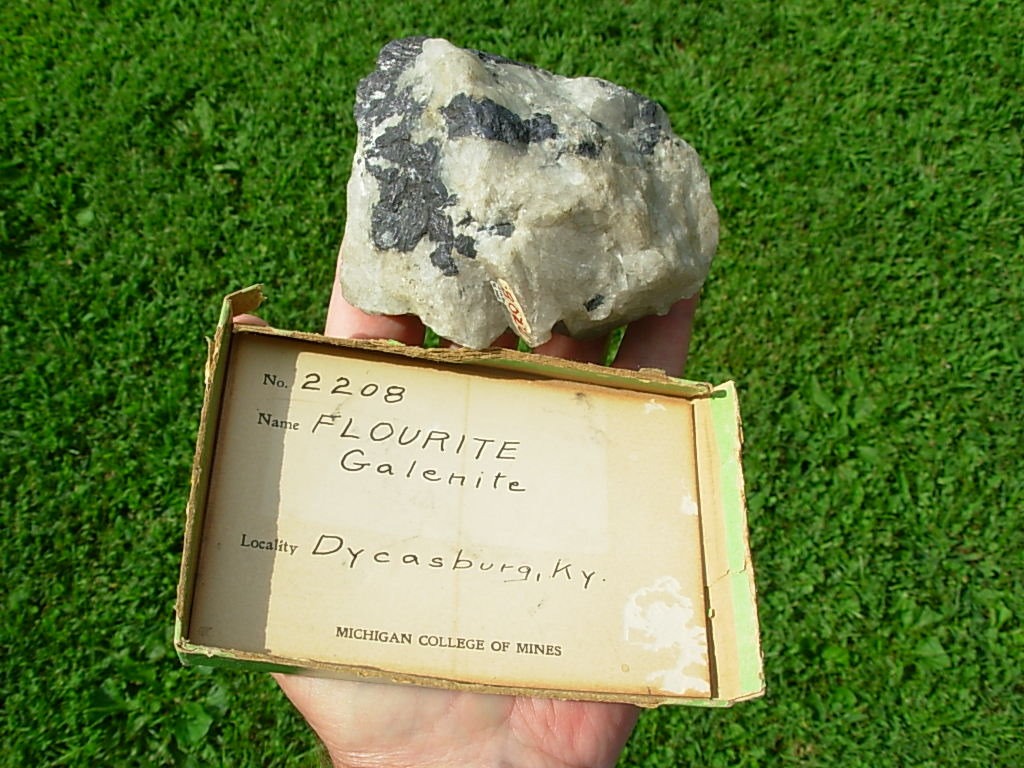 No. 2208
Name FLOURITE
Galenite
Locality Dycasburg, Ky.
MICHIGAN COLLEGE OF MINES